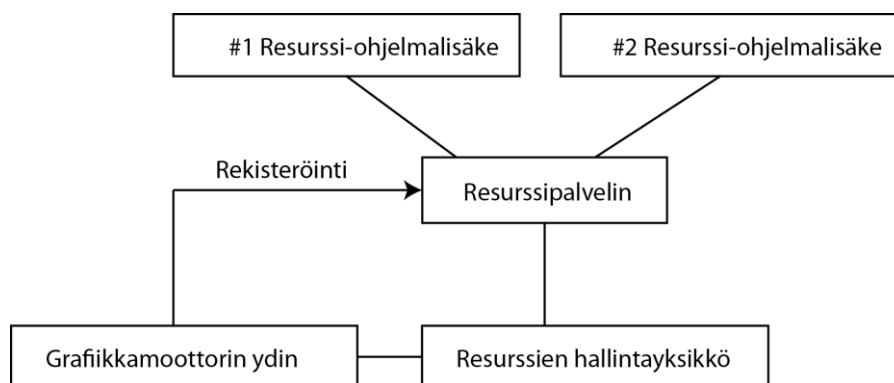 #1 Resurssi-ohjelmalisäke
#2 Resurssi-ohjelmalisäke
Rekisteröinti
Resurssipalvelin
Grafiikkamoottorin ydin
Resurssien hallintayksikkö